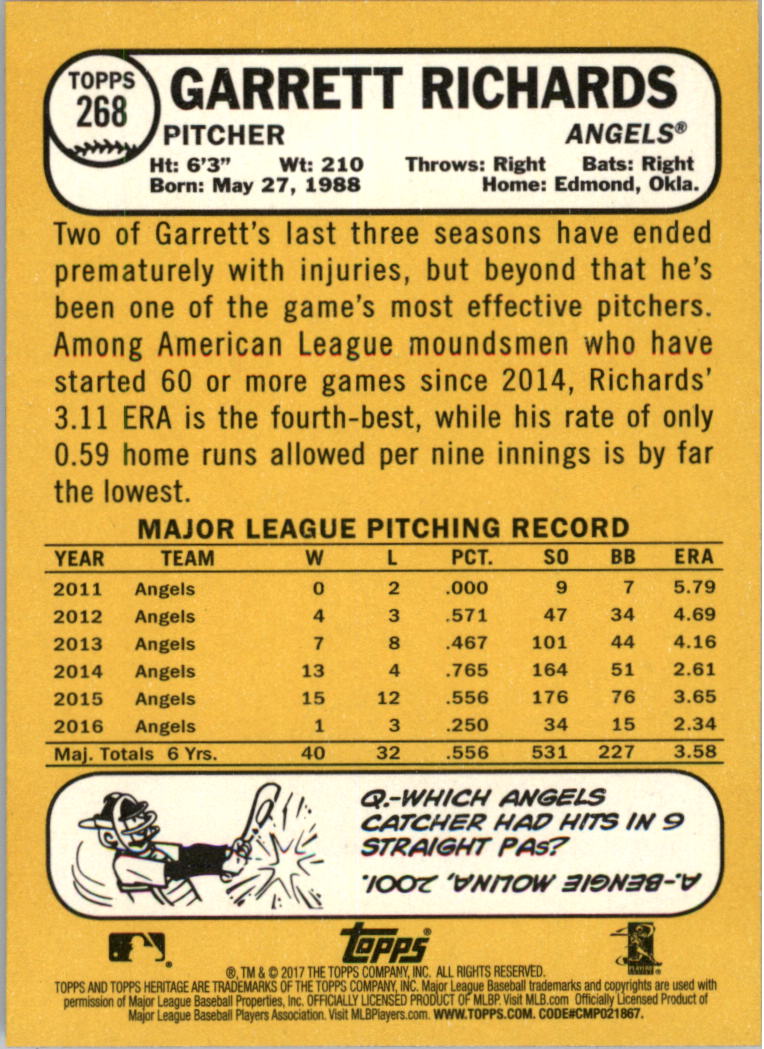 TOPPS
268
GARRETT RICHARDS
PITCHER ANGELS®
Ht: 6'3" Wt: 210 Throws: Right Bats: Right
Born: May 27, 1988 Home: Edmond, Okla.
Two of Garrett's last three seasons have ended
prematurely with injuries, but beyond that he's
been one of the game's most effective pitchers.
Among American League moundsmen who have
started 60 or more games since 2014, Richards'
3.11 ERA is the fourth-best, while his rate of only
0.59 home runs allowed per nine innings is by far
the lowest.
MAJOR LEAGUE PITCHING RECORD
YEAR TEAM W L PCT. SO BB ERA
2011 Angels 0 2 .000 9 7 5.79
2012 Angels 4 3 .571 47 34 4.69
2013 Angels 7 8 .467 101 44 4.16
2014 Angels 13 4 .765 164 51 2.61
2015 Angels 15 12 .556 176 76 3.65
2016 Angels 1 3 .250 34 15 2.34
Maj. Totals 6 Yrs. 40 32 .556 531 227 3.58
Q.-WHICH ANGELS
CATCHER HAD HITS IN 9
STRAIGHT PAs?
A.-BENGIE MOLINA, 2001.
Topps
®, TM & © 2017 THE TOPPS COMPANY, INC. ALL RIGHTS RESERVED.
TOPPS AND TOPPS HERITAGE ARE TRADEMARKS OF THE TOPPS COMPANY, INC. Major League Baseball trademarks and copyrights are used with
permission of Major League Baseball Properties, Inc. OFFICIALLY LICENSED PRODUCT OF MLBP. Visit MLB.com Officially Licensed Product of
Major League Baseball Players Association. Visit MLBPlayers.com. WWW.TOPPS.COM. CODE#CMP021867.